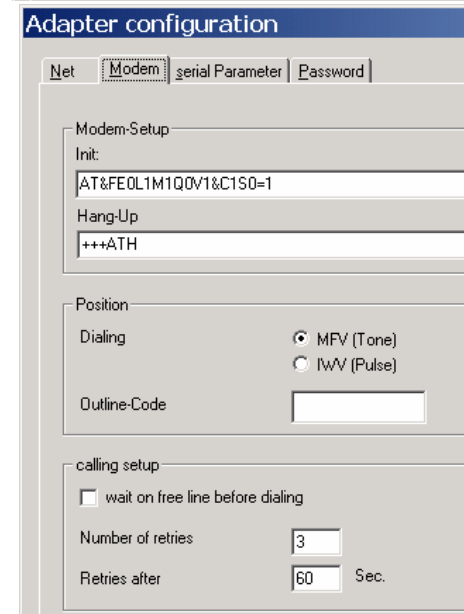 Adapter configuration
Net Modem serial Parameter Password
Modem-Setup
Init:
AT&FE0L1M1Q0V1&C1S0=1
Hang-Up
+++ATH
Position
Dialing MFV (Tone)
IWV (Pulse)
Outline-Code
calling setup
wait on free line before dialing
Number of retries 3
Retries after 60 Sec.